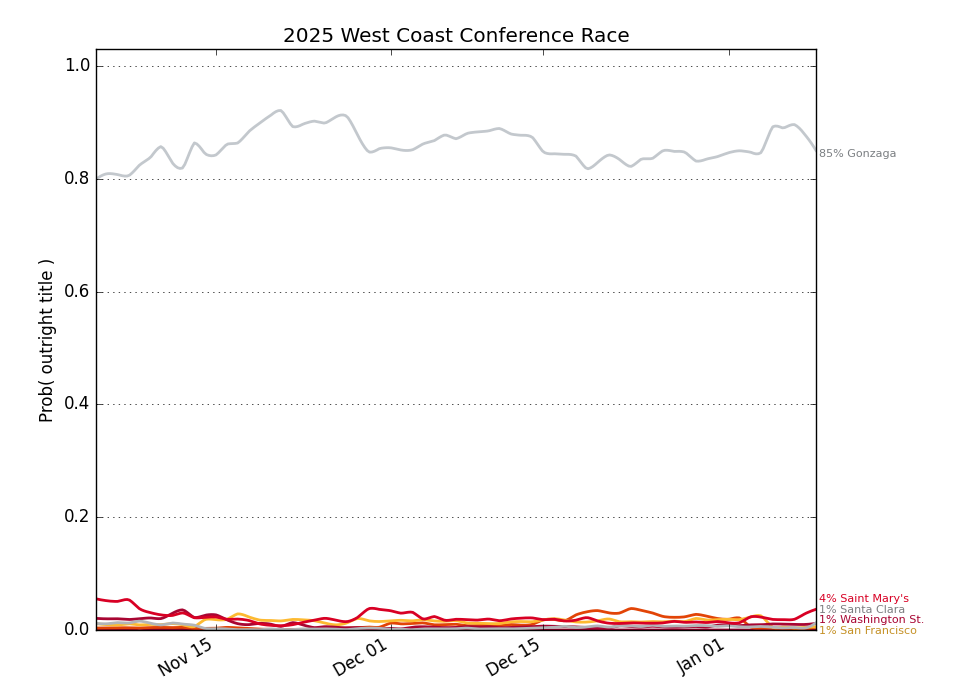 2025 West Coast Conference Race
Prob( outright title )
1.0
0.8
0.6
0.4
0.2
0.0
Nov 15
Dec 01
Dec 15
Jan 01
85% Gonzaga
4% Saint Mary's
1% Santa Clara
1% Washington St.
1% San Francisco